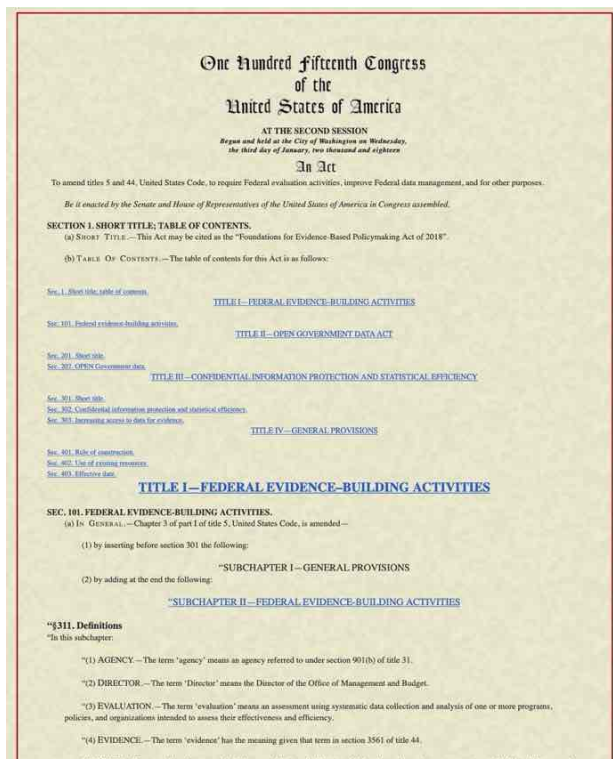 One Hundred Fifteenth Congress
of the
United States of America
AT THE SECOND SESSION
Begun and held at the City of Washington on Wednesday,
the third day of January, two thousand and eighteen
An Act
To amend titles 5 and 44, United States Code, to require Federal evaluation activities, improve Federal data management, and for other purposes.
Be it enacted by the Senate and House of Representatives of the United States of America in Congress assembled,
SECTION 1. SHORT TITLE; TABLE OF CONTENTS.
(a) SHORT TITLE.—This Act may be cited as the “Foundations for Evidence-Based Policymaking Act of 2018”.
(b) TABLE OF CONTENTS.—The table of contents for this Act is as follows:
Sec. 1. Short title; table of contents.
TITLE I—FEDERAL EVIDENCE-BUILDING ACTIVITIES
Sec. 101. Federal evidence-building activities.
TITLE II—OPEN GOVERNMENT DATA ACT
Sec. 201. Short title.
Sec. 202. OPEN Government data.
TITLE III—CONFIDENTIAL INFORMATION PROTECTION AND STATISTICAL EFFICIENCY
Sec. 301. Short title.
Sec. 302. Confidential information protection and statistical efficiency.
Sec. 303. Increasing access to data for evidence.
TITLE IV—GENERAL PROVISIONS
Sec. 401. Rule of construction.
Sec. 402. Use of existing resources.
Sec. 403. Effective date.
TITLE I—FEDERAL EVIDENCE–BUILDING ACTIVITIES
SEC. 101. FEDERAL EVIDENCE-BUILDING ACTIVITIES.
(a) IN GENERAL.—Chapter 3 of part I of title 5, United States Code, is amended—
(1) by inserting before section 301 the following:
“SUBCHAPTER I—GENERAL PROVISIONS
(2) by adding at the end the following:
“SUBCHAPTER II—FEDERAL EVIDENCE-BUILDING ACTIVITIES
“§311. Definitions
“In this subchapter:
“(1) AGENCY.—The term ‘agency’ means an agency referred to under section 901(b) of title 31.
“(2) DIRECTOR.—The term ‘Director’ means the Director of the Office of Management and Budget.
“(3) EVALUATION.—The term ‘evaluation’ means an assessment using systematic data collection and analysis of one or more programs,
policies, and organizations intended to assess their effectiveness and efficiency.
“(4) EVIDENCE.—The term ‘evidence’ has the meaning given that term in section 3561 of title 44.